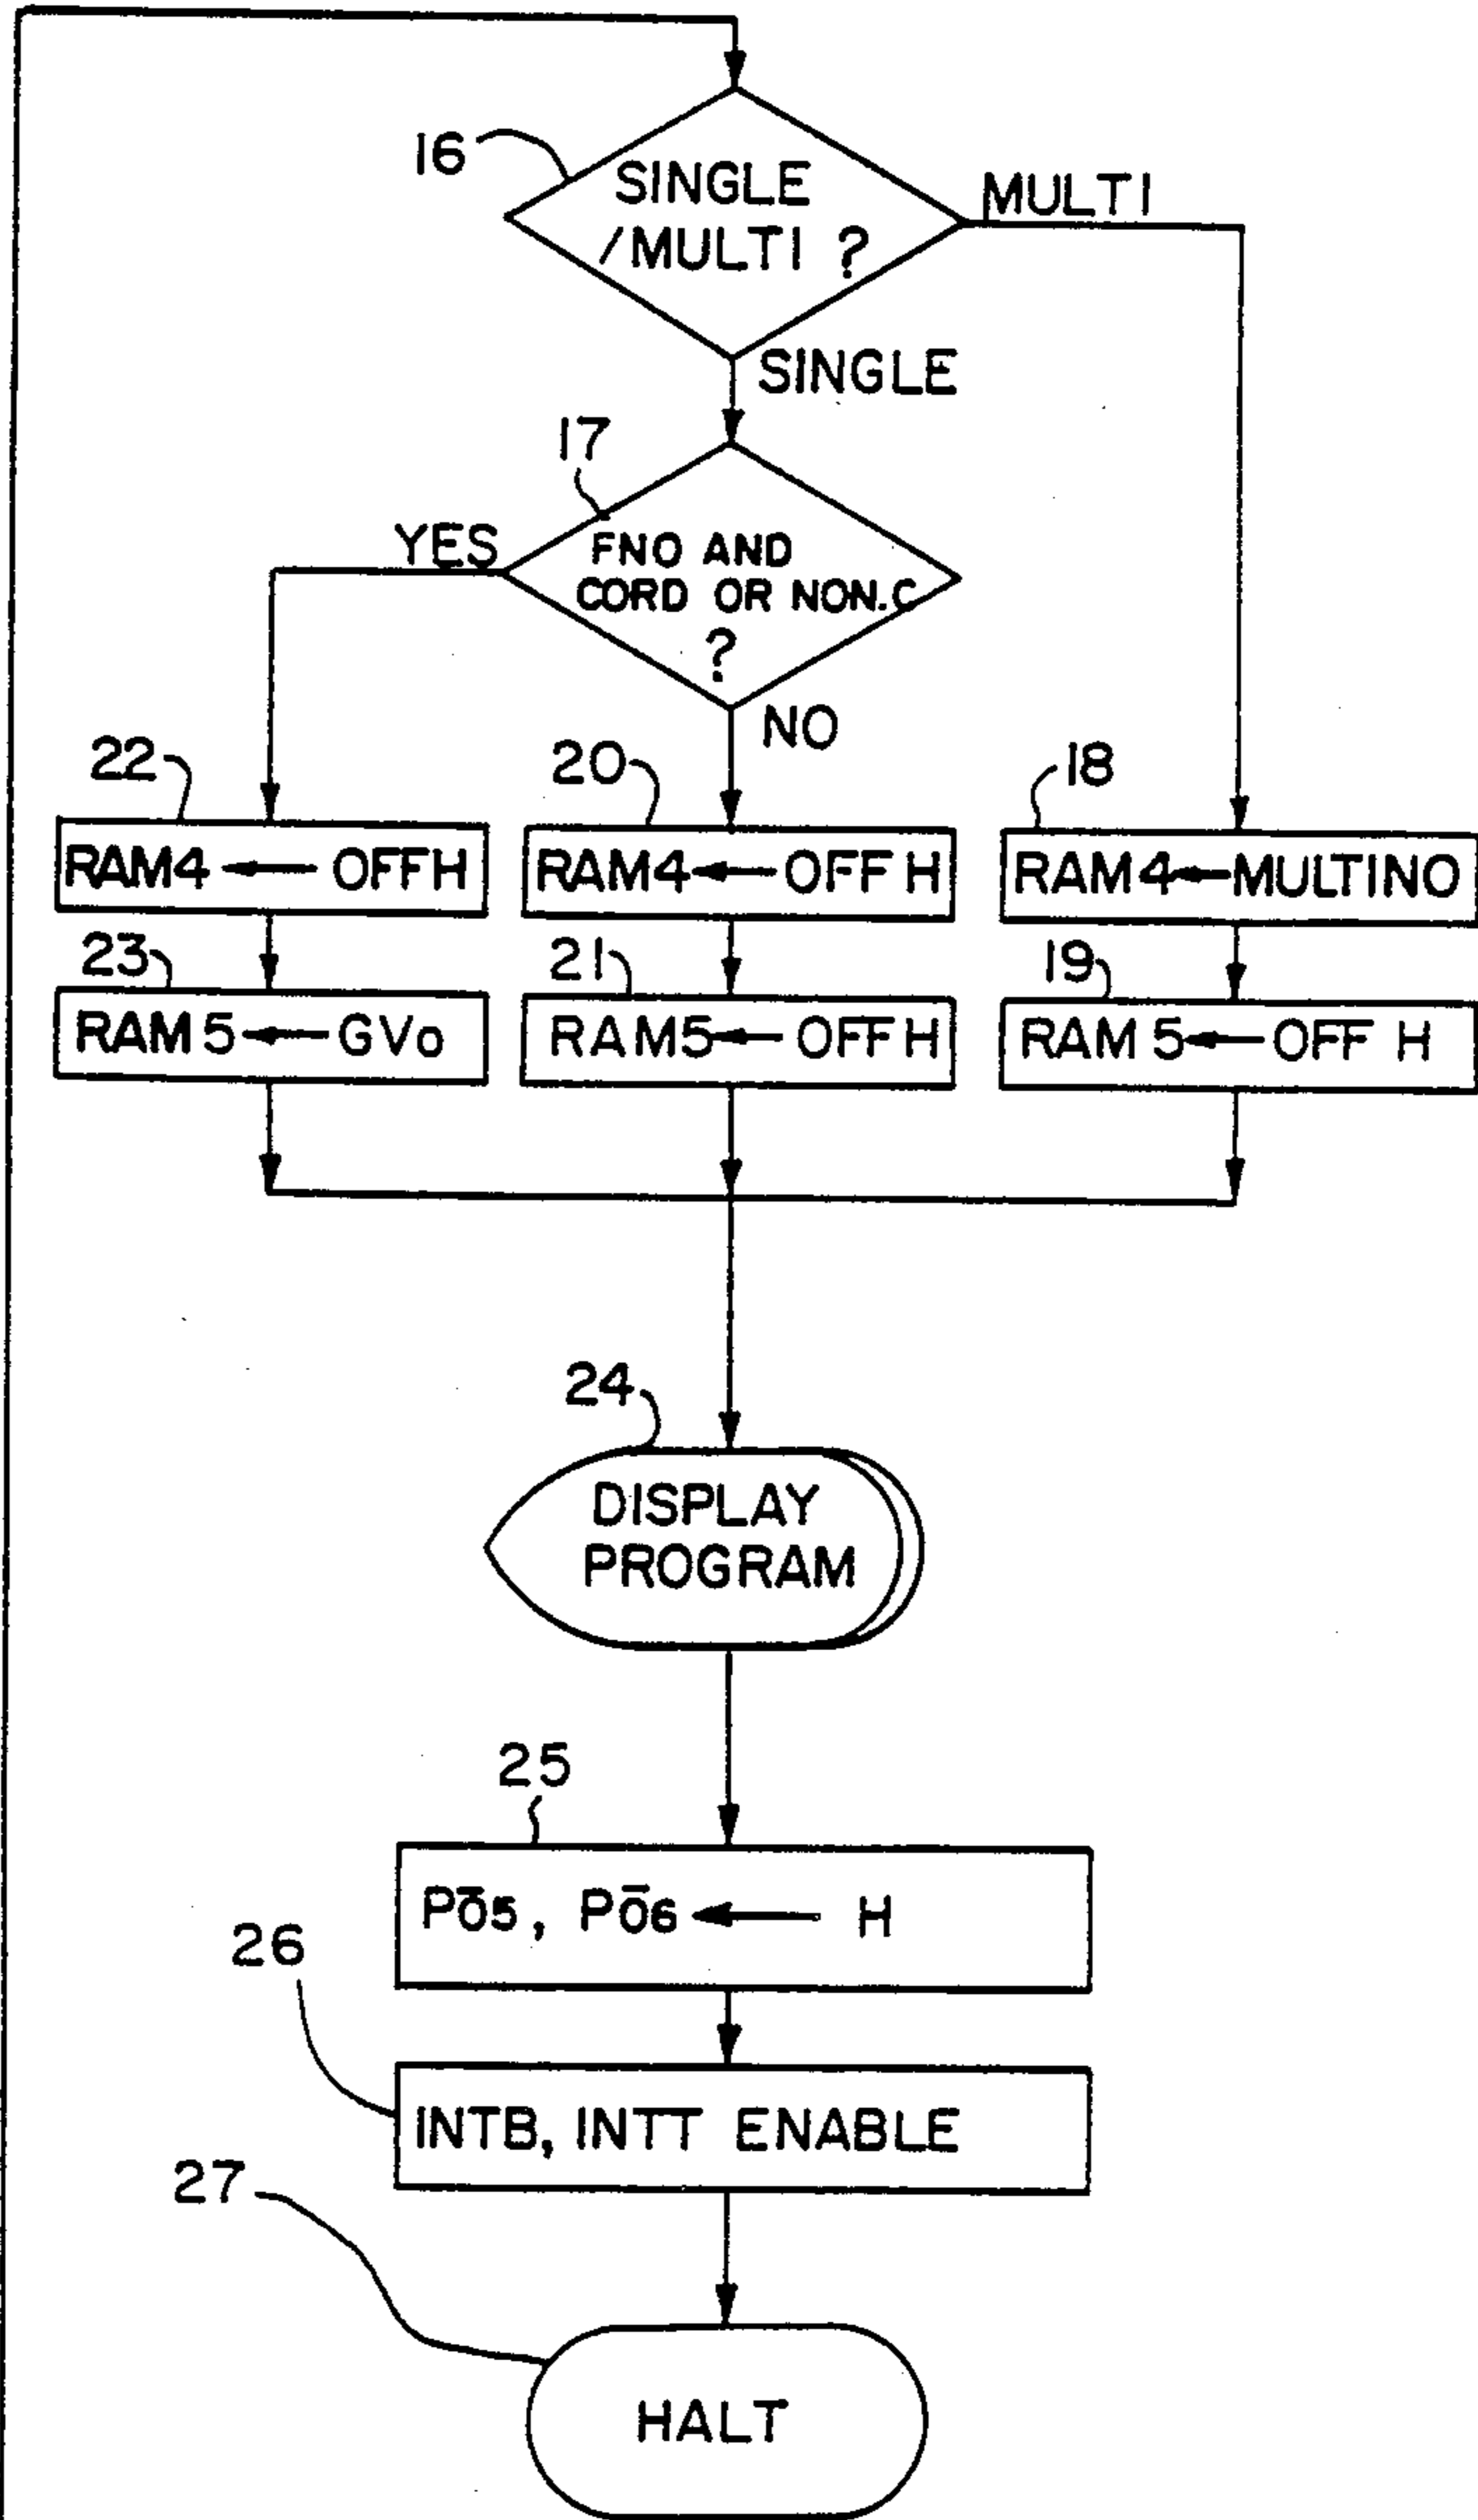 16
SINGLE
/MULTI ?
MULTI
SINGLE
17
YES
FNO AND
CORD OR NON.C
?
NO
22
20
18
RAM4 ← OFFH
RAM4 ← OFF H
RAM4 ← MULTINO
23
21
19
RAM5 ← GVo
RAM5 ← OFFH
RAM 5 ← OFF H
24
DISPLAY
PROGRAM
25
PŌ5, PŌ6 ← H
26
INTB, INTT ENABLE
27
HALT